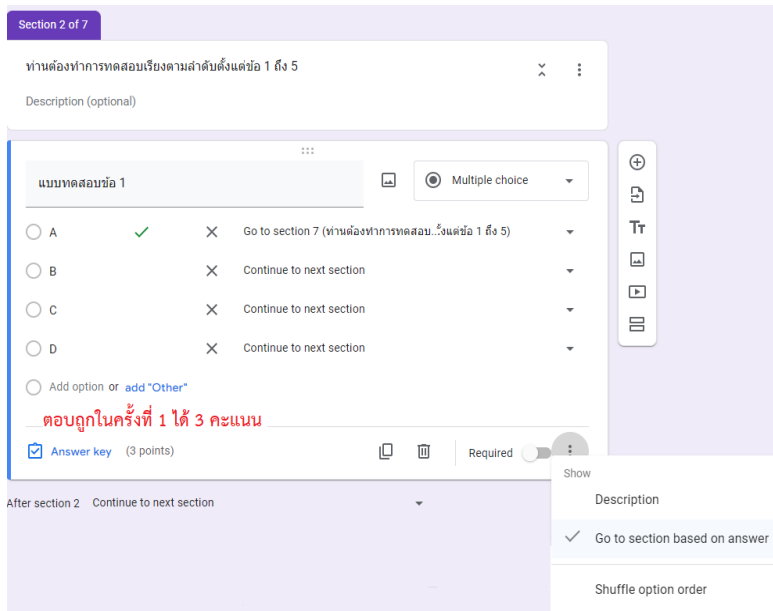 Section 2 of 7
ท่านต้องทำการทดสอบเรียงตามลำดับตั้งแต่ข้อ 1 ถึง 5
Description (optional)
แบบทดสอบข้อ 1
Multiple choice
A Go to section 7 (ท่านต้องทำการทดสอบ...ั้งแต่ข้อ 1 ถึง 5)
B Continue to next section
C Continue to next section
D Continue to next section
Add option or add "Other"
ตอบถูกในครั้งที่ 1 ได้ 3 คะแนน
Answer key (3 points) Required
Show
After section 2 Continue to next section
Description
Go to section based on answer
Shuffle option order
Tт